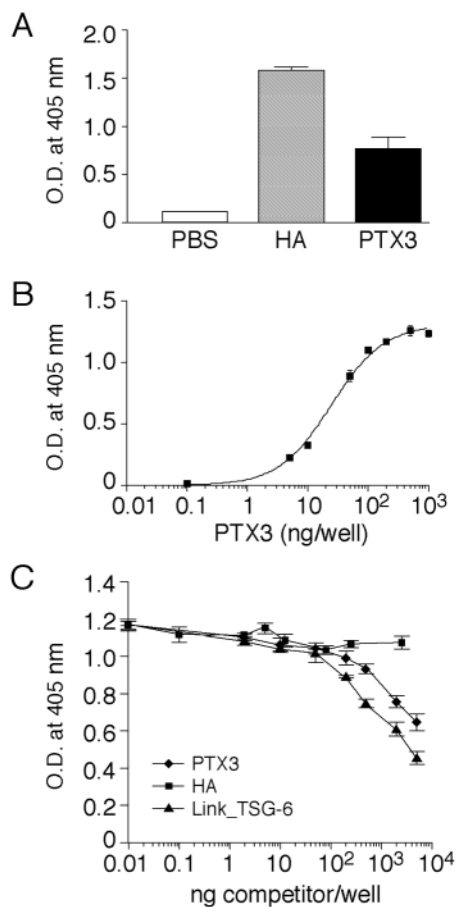 A
O.D. at 405 nm
2.0
1.5
1.0
0.5
0
PBS HA PTX3
B
O.D. at 405 nm
1.5
1.0
0.5
0
0.01 0.1 1 10 10² 10³
PTX3 (ng/well)
C
O.D. at 405 nm
1.4
1.2
1.0
0.8
0.6
0.4
0.2
0
PTX3
HA
Link_TSG-6
0.01 0.1 1 10 10² 10³ 10⁴
ng competitor/well